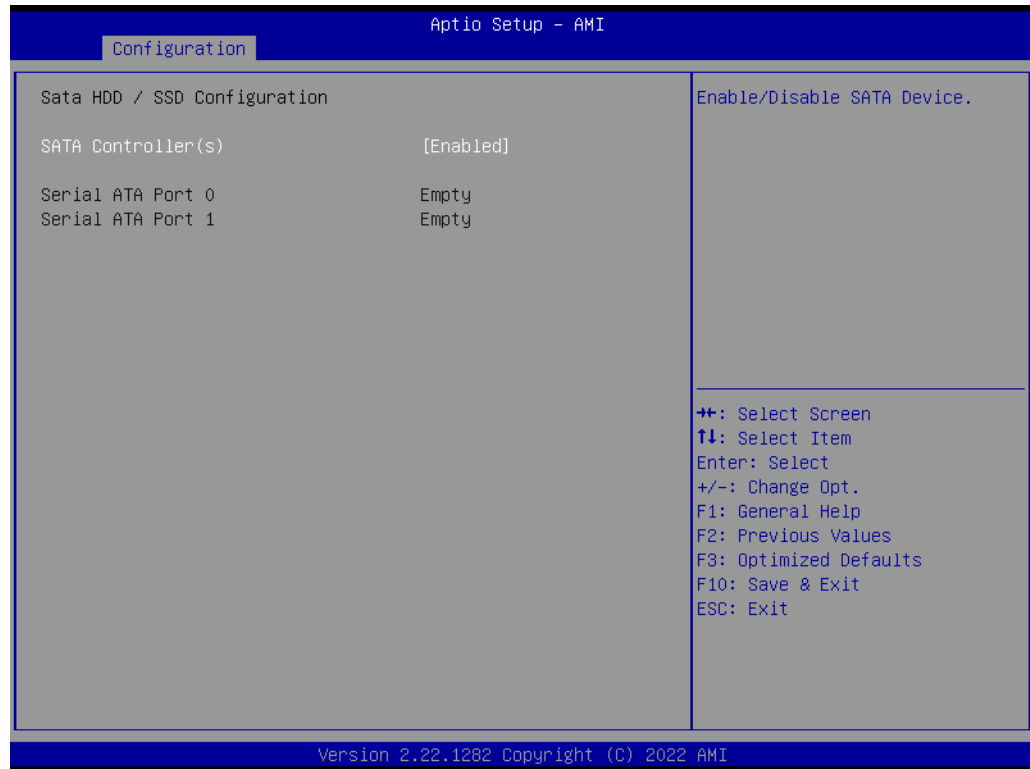 Aptio Setup – AMI
Configuration
Sata HDD / SSD Configuration
SATA Controller(s) [Enabled]
Serial ATA Port 0 Empty
Serial ATA Port 1 Empty
Enable/Disable SATA Device.
→←: Select Screen
↑↓: Select Item
Enter: Select
+/-: Change Opt.
F1: General Help
F2: Previous Values
F3: Optimized Defaults
F10: Save & Exit
ESC: Exit
Version 2.22.1282 Copyright (C) 2022 AMI